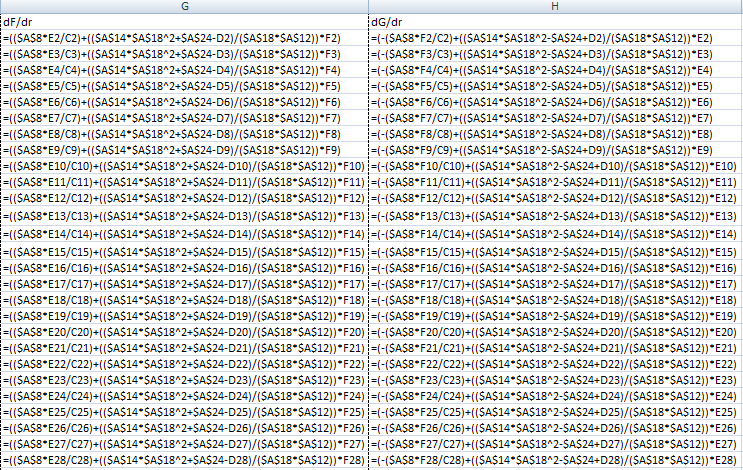 G H
dF/dr dG/dr
=(($A$8*E2/C2)+(($A$14*$A$18^2+$A$24-D2)/($A$18*$A$12))*F2) =(-($A$8*F2/C2)+(($A$14*$A$18^2-$A$24+D2)/($A$18*$A$12))*E2)
=(($A$8*E3/C3)+(($A$14*$A$18^2+$A$24-D3)/($A$18*$A$12))*F3) =(-($A$8*F3/C3)+(($A$14*$A$18^2-$A$24+D3)/($A$18*$A$12))*E3)
=(($A$8*E4/C4)+(($A$14*$A$18^2+$A$24-D4)/($A$18*$A$12))*F4) =(-($A$8*F4/C4)+(($A$14*$A$18^2-$A$24+D4)/($A$18*$A$12))*E4)
=(($A$8*E5/C5)+(($A$14*$A$18^2+$A$24-D5)/($A$18*$A$12))*F5) =(-($A$8*F5/C5)+(($A$14*$A$18^2-$A$24+D5)/($A$18*$A$12))*E5)
=(($A$8*E6/C6)+(($A$14*$A$18^2+$A$24-D6)/($A$18*$A$12))*F6) =(-($A$8*F6/C6)+(($A$14*$A$18^2-$A$24+D6)/($A$18*$A$12))*E6)
=(($A$8*E7/C7)+(($A$14*$A$18^2+$A$24-D7)/($A$18*$A$12))*F7) =(-($A$8*F7/C7)+(($A$14*$A$18^2-$A$24+D7)/($A$18*$A$12))*E7)
=(($A$8*E8/C8)+(($A$14*$A$18^2+$A$24-D8)/($A$18*$A$12))*F8) =(-($A$8*F8/C8)+(($A$14*$A$18^2-$A$24+D8)/($A$18*$A$12))*E8)
=(($A$8*E9/C9)+(($A$14*$A$18^2+$A$24-D9)/($A$18*$A$12))*F9) =(-($A$8*F9/C9)+(($A$14*$A$18^2-$A$24+D9)/($A$18*$A$12))*E9)
=(($A$8*E10/C10)+(($A$14*$A$18^2+$A$24-D10)/($A$18*$A$12))*F10) =(-($A$8*F10/C10)+(($A$14*$A$18^2-$A$24+D10)/($A$18*$A$12))*E10)
=(($A$8*E11/C11)+(($A$14*$A$18^2+$A$24-D11)/($A$18*$A$12))*F11) =(-($A$8*F11/C11)+(($A$14*$A$18^2-$A$24+D11)/($A$18*$A$12))*E11)
=(($A$8*E12/C12)+(($A$14*$A$18^2+$A$24-D12)/($A$18*$A$12))*F12) =(-($A$8*F12/C12)+(($A$14*$A$18^2-$A$24+D12)/($A$18*$A$12))*E12)
=(($A$8*E13/C13)+(($A$14*$A$18^2+$A$24-D13)/($A$18*$A$12))*F13) =(-($A$8*F13/C13)+(($A$14*$A$18^2-$A$24+D13)/($A$18*$A$12))*E13)
=(($A$8*E14/C14)+(($A$14*$A$18^2+$A$24-D14)/($A$18*$A$12))*F14) =(-($A$8*F14/C14)+(($A$14*$A$18^2-$A$24+D14)/($A$18*$A$12))*E14)
=(($A$8*E15/C15)+(($A$14*$A$18^2+$A$24-D15)/($A$18*$A$12))*F15) =(-($A$8*F15/C15)+(($A$14*$A$18^2-$A$24+D15)/($A$18*$A$12))*E15)
=(($A$8*E16/C16)+(($A$14*$A$18^2+$A$24-D16)/($A$18*$A$12))*F16) =(-($A$8*F16/C16)+(($A$14*$A$18^2-$A$24+D16)/($A$18*$A$12))*E16)
=(($A$8*E17/C17)+(($A$14*$A$18^2+$A$24-D17)/($A$18*$A$12))*F17) =(-($A$8*F17/C17)+(($A$14*$A$18^2-$A$24+D17)/($A$18*$A$12))*E17)
=(($A$8*E18/C18)+(($A$14*$A$18^2+$A$24-D18)/($A$18*$A$12))*F18) =(-($A$8*F18/C18)+(($A$14*$A$18^2-$A$24+D18)/($A$18*$A$12))*E18)
=(($A$8*E19/C19)+(($A$14*$A$18^2+$A$24-D19)/($A$18*$A$12))*F19) =(-($A$8*F19/C19)+(($A$14*$A$18^2-$A$24+D19)/($A$18*$A$12))*E19)
=(($A$8*E20/C20)+(($A$14*$A$18^2+$A$24-D20)/($A$18*$A$12))*F20) =(-($A$8*F20/C20)+(($A$14*$A$18^2-$A$24+D20)/($A$18*$A$12))*E20)
=(($A$8*E21/C21)+(($A$14*$A$18^2+$A$24-D21)/($A$18*$A$12))*F21) =(-($A$8*F21/C21)+(($A$14*$A$18^2-$A$24+D21)/($A$18*$A$12))*E21)
=(($A$8*E22/C22)+(($A$14*$A$18^2+$A$24-D22)/($A$18*$A$12))*F22) =(-($A$8*F22/C22)+(($A$14*$A$18^2-$A$24+D22)/($A$18*$A$12))*E22)
=(($A$8*E23/C23)+(($A$14*$A$18^2+$A$24-D23)/($A$18*$A$12))*F23) =(-($A$8*F23/C23)+(($A$14*$A$18^2-$A$24+D23)/($A$18*$A$12))*E23)
=(($A$8*E24/C24)+(($A$14*$A$18^2+$A$24-D24)/($A$18*$A$12))*F24) =(-($A$8*F24/C24)+(($A$14*$A$18^2-$A$24+D24)/($A$18*$A$12))*E24)
=(($A$8*E25/C25)+(($A$14*$A$18^2+$A$24-D25)/($A$18*$A$12))*F25) =(-($A$8*F25/C25)+(($A$14*$A$18^2-$A$24+D25)/($A$18*$A$12))*E25)
=(($A$8*E26/C26)+(($A$14*$A$18^2+$A$24-D26)/($A$18*$A$12))*F26) =(-($A$8*F26/C26)+(($A$14*$A$18^2-$A$24+D26)/($A$18*$A$12))*E26)
=(($A$8*E27/C27)+(($A$14*$A$18^2+$A$24-D27)/($A$18*$A$12))*F27) =(-($A$8*F27/C27)+(($A$14*$A$18^2-$A$24+D27)/($A$18*$A$12))*E27)
=(($A$8*E28/C28)+(($A$14*$A$18^2+$A$24-D28)/($A$18*$A$12))*F28) =(-($A$8*F28/C28)+(($A$14*$A$18^2-$A$24+D28)/($A$18*$A$12))*E28)